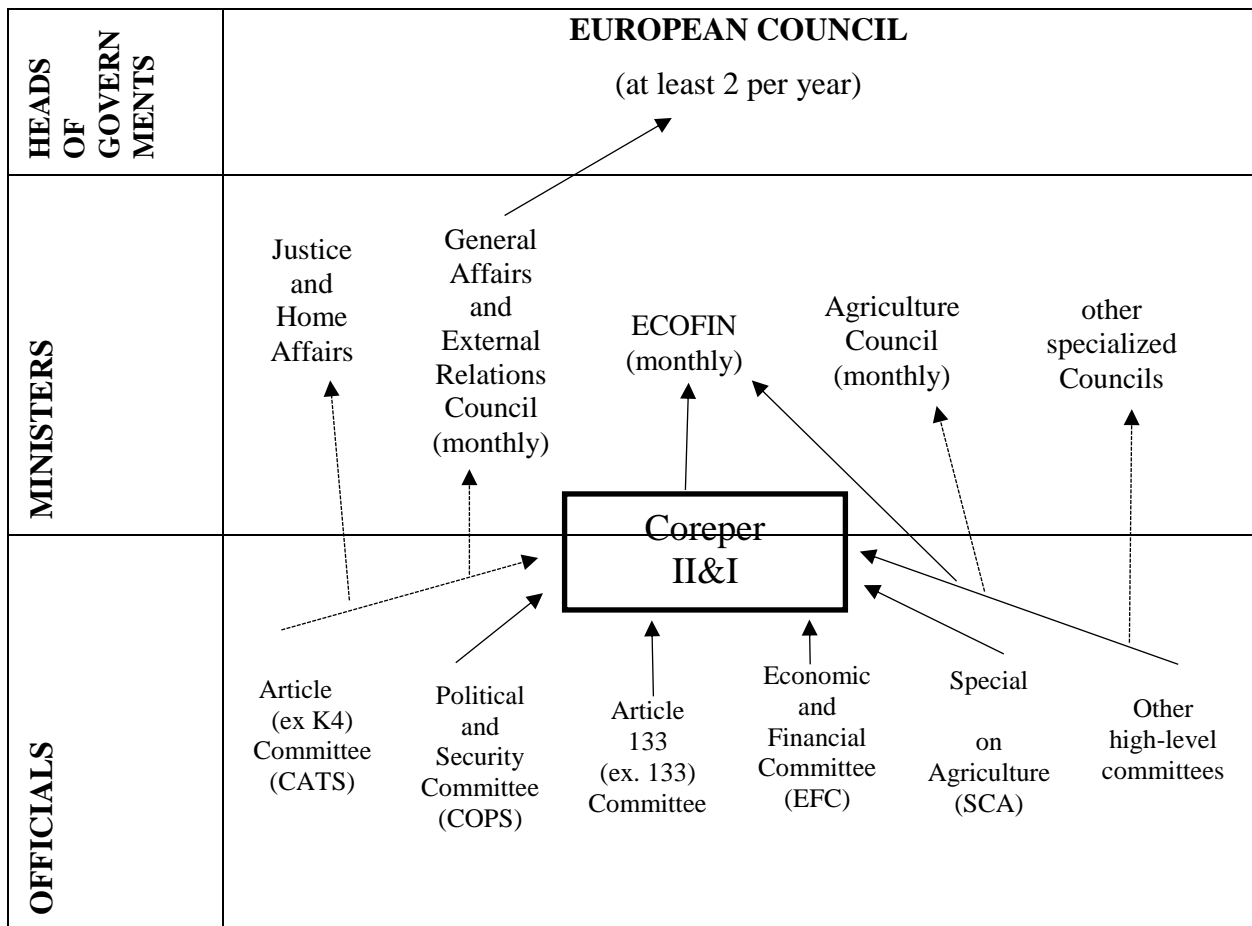 HEADS
OF
GOVERN
MENTS
EUROPEAN COUNCIL
(at least 2 per year)
MINISTERS
Justice
and
Home
Affairs
General
Affairs
and
External
Relations
Council
(monthly)
ECOFIN
(monthly)
Agriculture
Council
(monthly)
other
specialized
Councils
Coreper
II&I
OFFICIALS
Article
(ex K4)
Committee
(CATS)
Political
and
Security
Committee
(COPS)
Article
133
(ex. 133)
Committee
Economic
and
Financial
Committee
(EFC)
Special
on
Agriculture
(SCA)
Other
high-level
committees